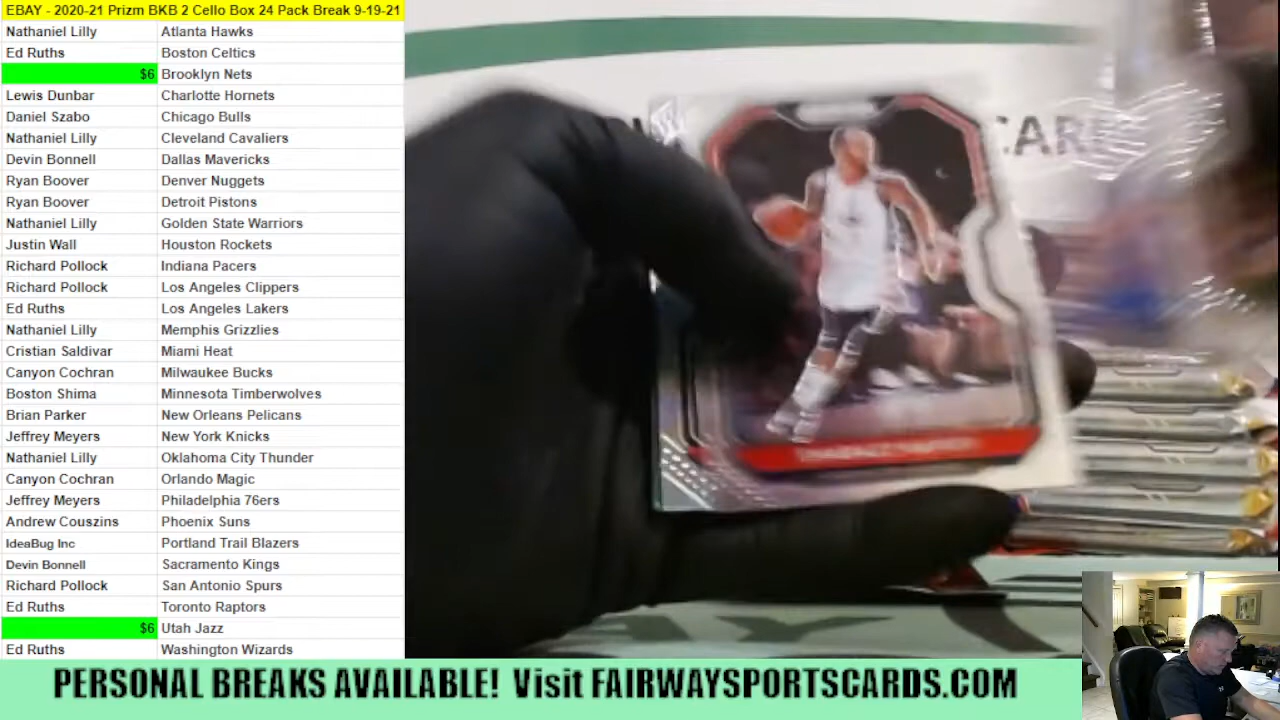 EBAY - 2020-21 Prizm BKB 2 Cello Box 24 Pack Break 9-19-21
Nathaniel Lilly Atlanta Hawks
Ed Ruths Boston Celtics
$6 Brooklyn Nets
Lewis Dunbar Charlotte Hornets
Daniel Szabo Chicago Bulls
Nathaniel Lilly Cleveland Cavaliers
Devin Bonnell Dallas Mavericks
Ryan Boover Denver Nuggets
Ryan Boover Detroit Pistons
Nathaniel Lilly Golden State Warriors
Justin Wall Houston Rockets
Richard Pollock Indiana Pacers
Richard Pollock Los Angeles Clippers
Ed Ruths Los Angeles Lakers
Nathaniel Lilly Memphis Grizzlies
Cristian Saldivar Miami Heat
Canyon Cochran Milwaukee Bucks
Boston Shima Minnesota Timberwolves
Brian Parker New Orleans Pelicans
Jeffrey Meyers New York Knicks
Nathaniel Lilly Oklahoma City Thunder
Canyon Cochran Orlando Magic
Jeffrey Meyers Philadelphia 76ers
Andrew Couszins Phoenix Suns
IdeaBug Inc Portland Trail Blazers
Devin Bonnell Sacramento Kings
Richard Pollock San Antonio Spurs
Ed Ruths Toronto Raptors
$6 Utah Jazz
Ed Ruths Washington Wizards
PERSONAL BREAKS AVAILABLE! Visit FAIRWAYSPORTSCARDS.COM